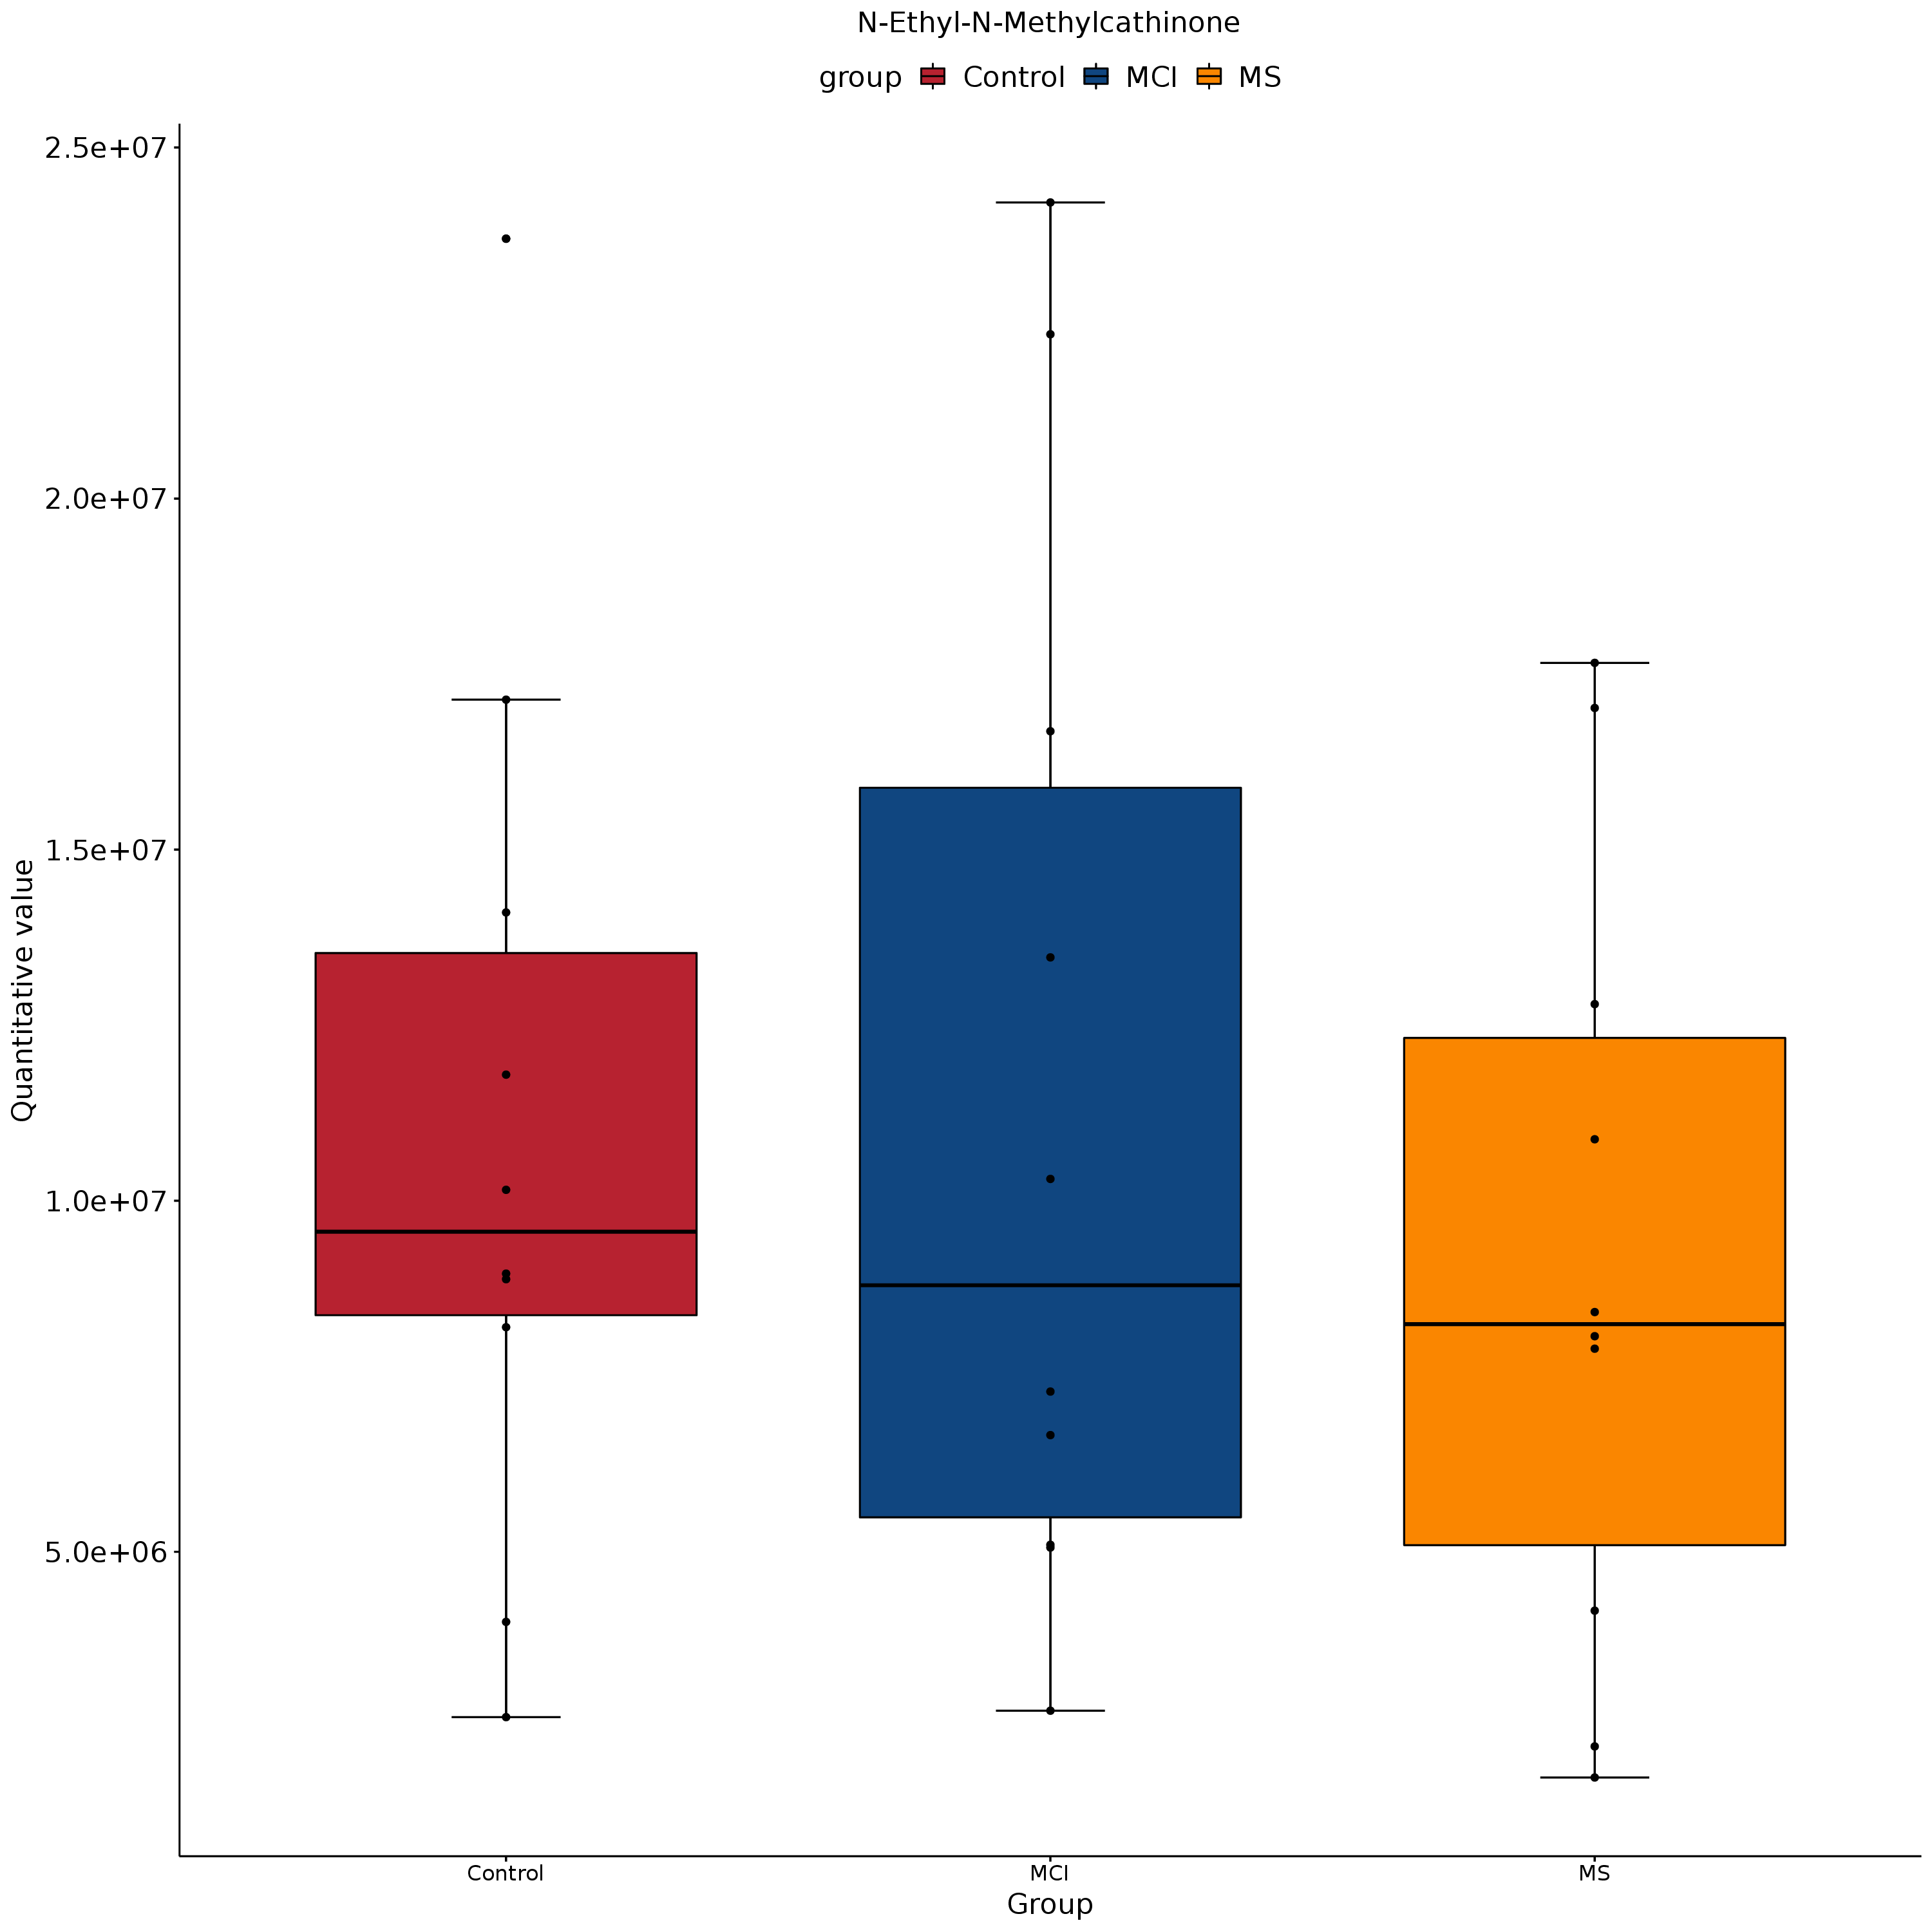 N-Ethyl-N-Methylcathinone
group Control MCI MS
2.5e+07
2.0e+07
1.5e+07
1.0e+07
5.0e+06
Quantitative value
Control MCI MS
Group